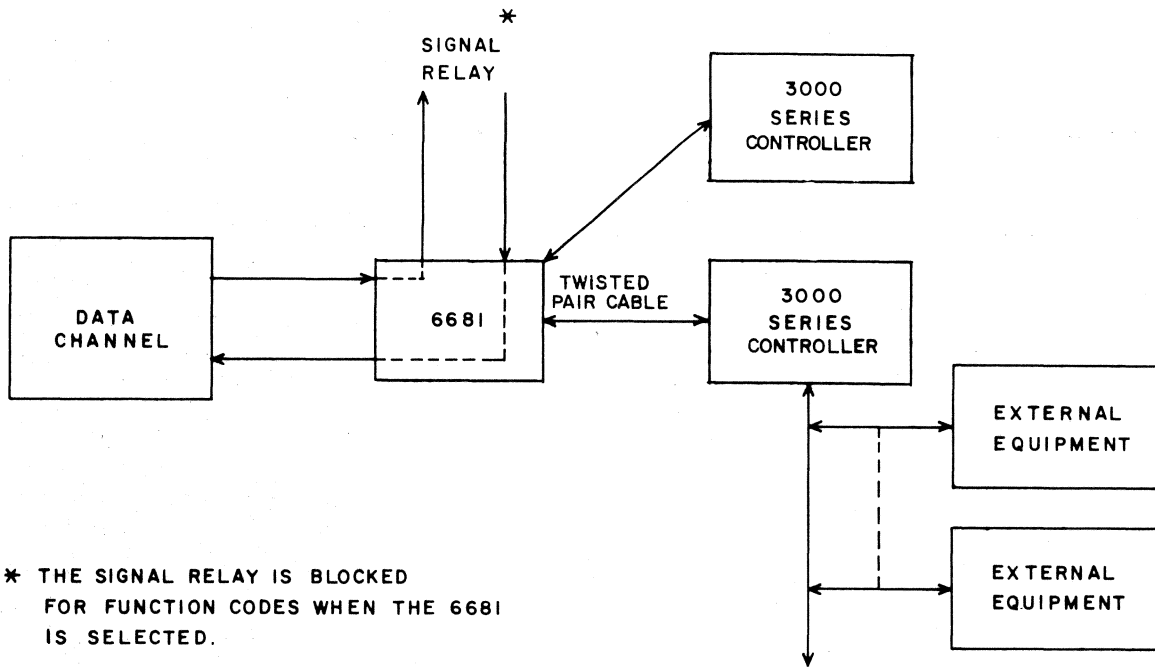 *
SIGNAL
RELAY
3000
SERIES
CONTROLLER
DATA
CHANNEL
6681
TWISTED
PAIR CABLE
3000
SERIES
CONTROLLER
EXTERNAL
EQUIPMENT
EXTERNAL
EQUIPMENT
* THE SIGNAL RELAY IS BLOCKED
FOR FUNCTION CODES WHEN THE 6681
IS SELECTED.